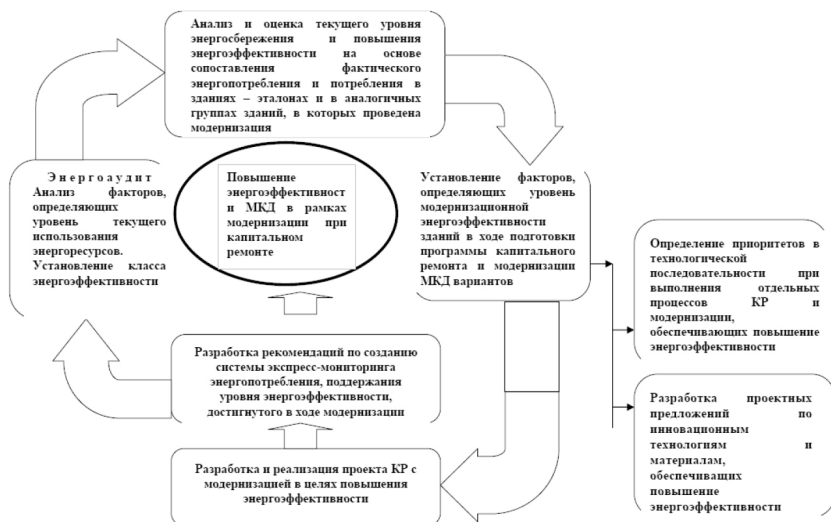 Анализ и оценка текущего уровня
энергосбережения и повышения
энергоэффективности на основе
сопоставления фактического
энергопотребления и потребления в
зданиях – эталонах и в аналогичных
группах зданий, в которых проведена
модернизация
Энергоаудит
Анализ факторов,
определяющих
уровень текущего
использования
энергоресурсов.
Установление класса
энергоэффективности
Повышение
энергоэффективност
и МКД в рамках
модернизации при
капитальном
ремонте
Установление факторов,
определяющих уровень
модернизационной
энергоэффективности
зданий в ходе подготовки
программы капитального
ремонта и модернизации
МКД вариантов
Определение приоритетов в
технологической
последовательности при
выполнения отдельных
процессов КР и
модернизации,
обеспечивающих повышение
энергоэффективности
Разработка рекомендаций по созданию
системы экспресс-мониторинга
энергопотребления, поддержания
уровня энергоэффективности,
достигнутого в ходе модернизации
Разработка проектных
предложений по
инновационным
технологиям и
материалам,
обеспечиващих
повышение
энергоэффективности
Разработка и реализация проекта КР с
модернизацией в целях повышения
энергоэффективности